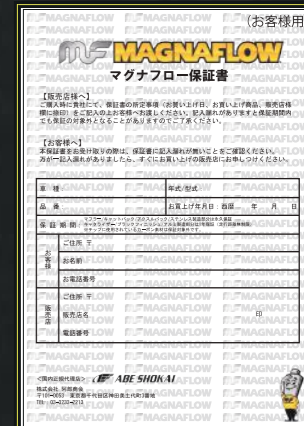 (お客様用
MAGNAFLOW
マグナフロー保証書
【販売店様へ】
ご購入時に貴社にて、保証書の所定事項(お買い上げ日、お買い上げ商品、販売店様
欄に捺印)をご記入の上お客様へお渡しください。記入漏れがありますと保証期間内
でも保証の対象外となることがありますのでご了承ください。
【お客様へ】
本保証書をお受け取りの際は、保証書に記入漏れが無いことをご確認ください。
万が一記入漏れがありましたら、すぐにお買い上げの販売店にお申しつけください。
車 種 年式/型式
品 番 お買上げ年月日:西暦 年 月 日
保 証 期 間
お客様
ご住所 〒
お名前
お電話番号
販売店
ご住所 〒
販売店名 印
電話番号
<国内正規代理店> ABE SHOKAI
株式会社 阿部商会